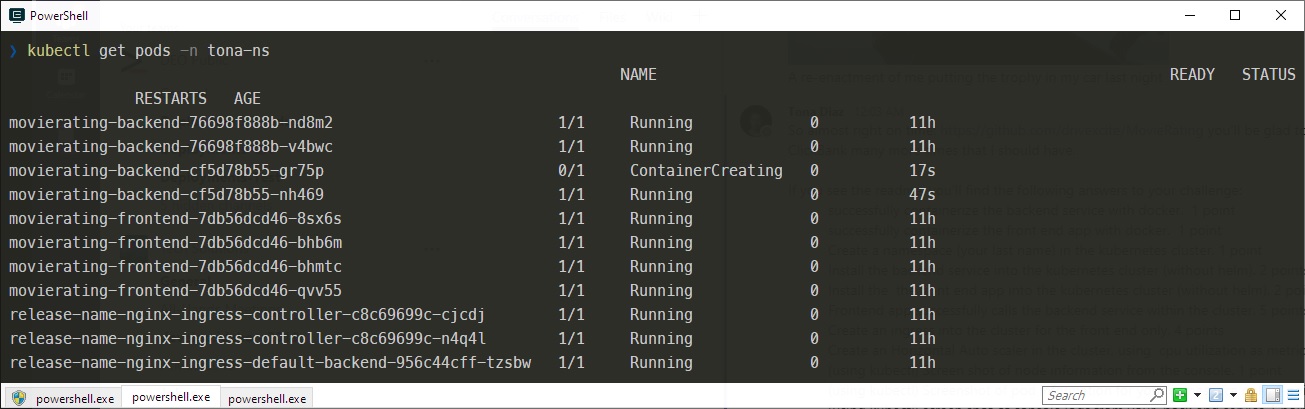 PowerShell
❯ kubectl get pods -n tona-ns
NAME READY STATUS
RESTARTS AGE
movierating-backend-76698f888b-nd8m2 1/1 Running 0 11h
movierating-backend-76698f888b-v4bwc 1/1 Running 0 11h
movierating-backend-cf5d78b55-gr75p 0/1 ContainerCreating 0 17s
movierating-backend-cf5d78b55-nh469 1/1 Running 0 47s
movierating-frontend-7db56dcd46-8sx6s 1/1 Running 0 11h
movierating-frontend-7db56dcd46-bhb6m 1/1 Running 0 11h
movierating-frontend-7db56dcd46-bhmtc 1/1 Running 0 11h
movierating-frontend-7db56dcd46-qvv55 1/1 Running 0 11h
release-name-nginx-ingress-controller-c8c69699c-cjcdj 1/1 Running 0 11h
release-name-nginx-ingress-controller-c8c69699c-n4q4l 1/1 Running 0 11h
release-name-nginx-ingress-default-backend-956c44cff-tzsbw 1/1 Running 0 11h
powershell.exe powershell.exe powershell.exe Search